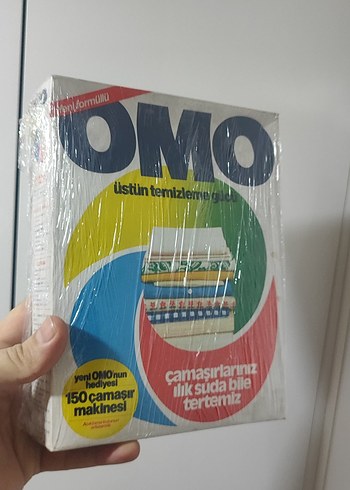 yeni formüllü
OMO
üstün temizleme gücü
çamaşırlarınız
ılık suda bile
tertemiz
yeni OMO'nun
hediyesi
150 çamaşır
makinesi